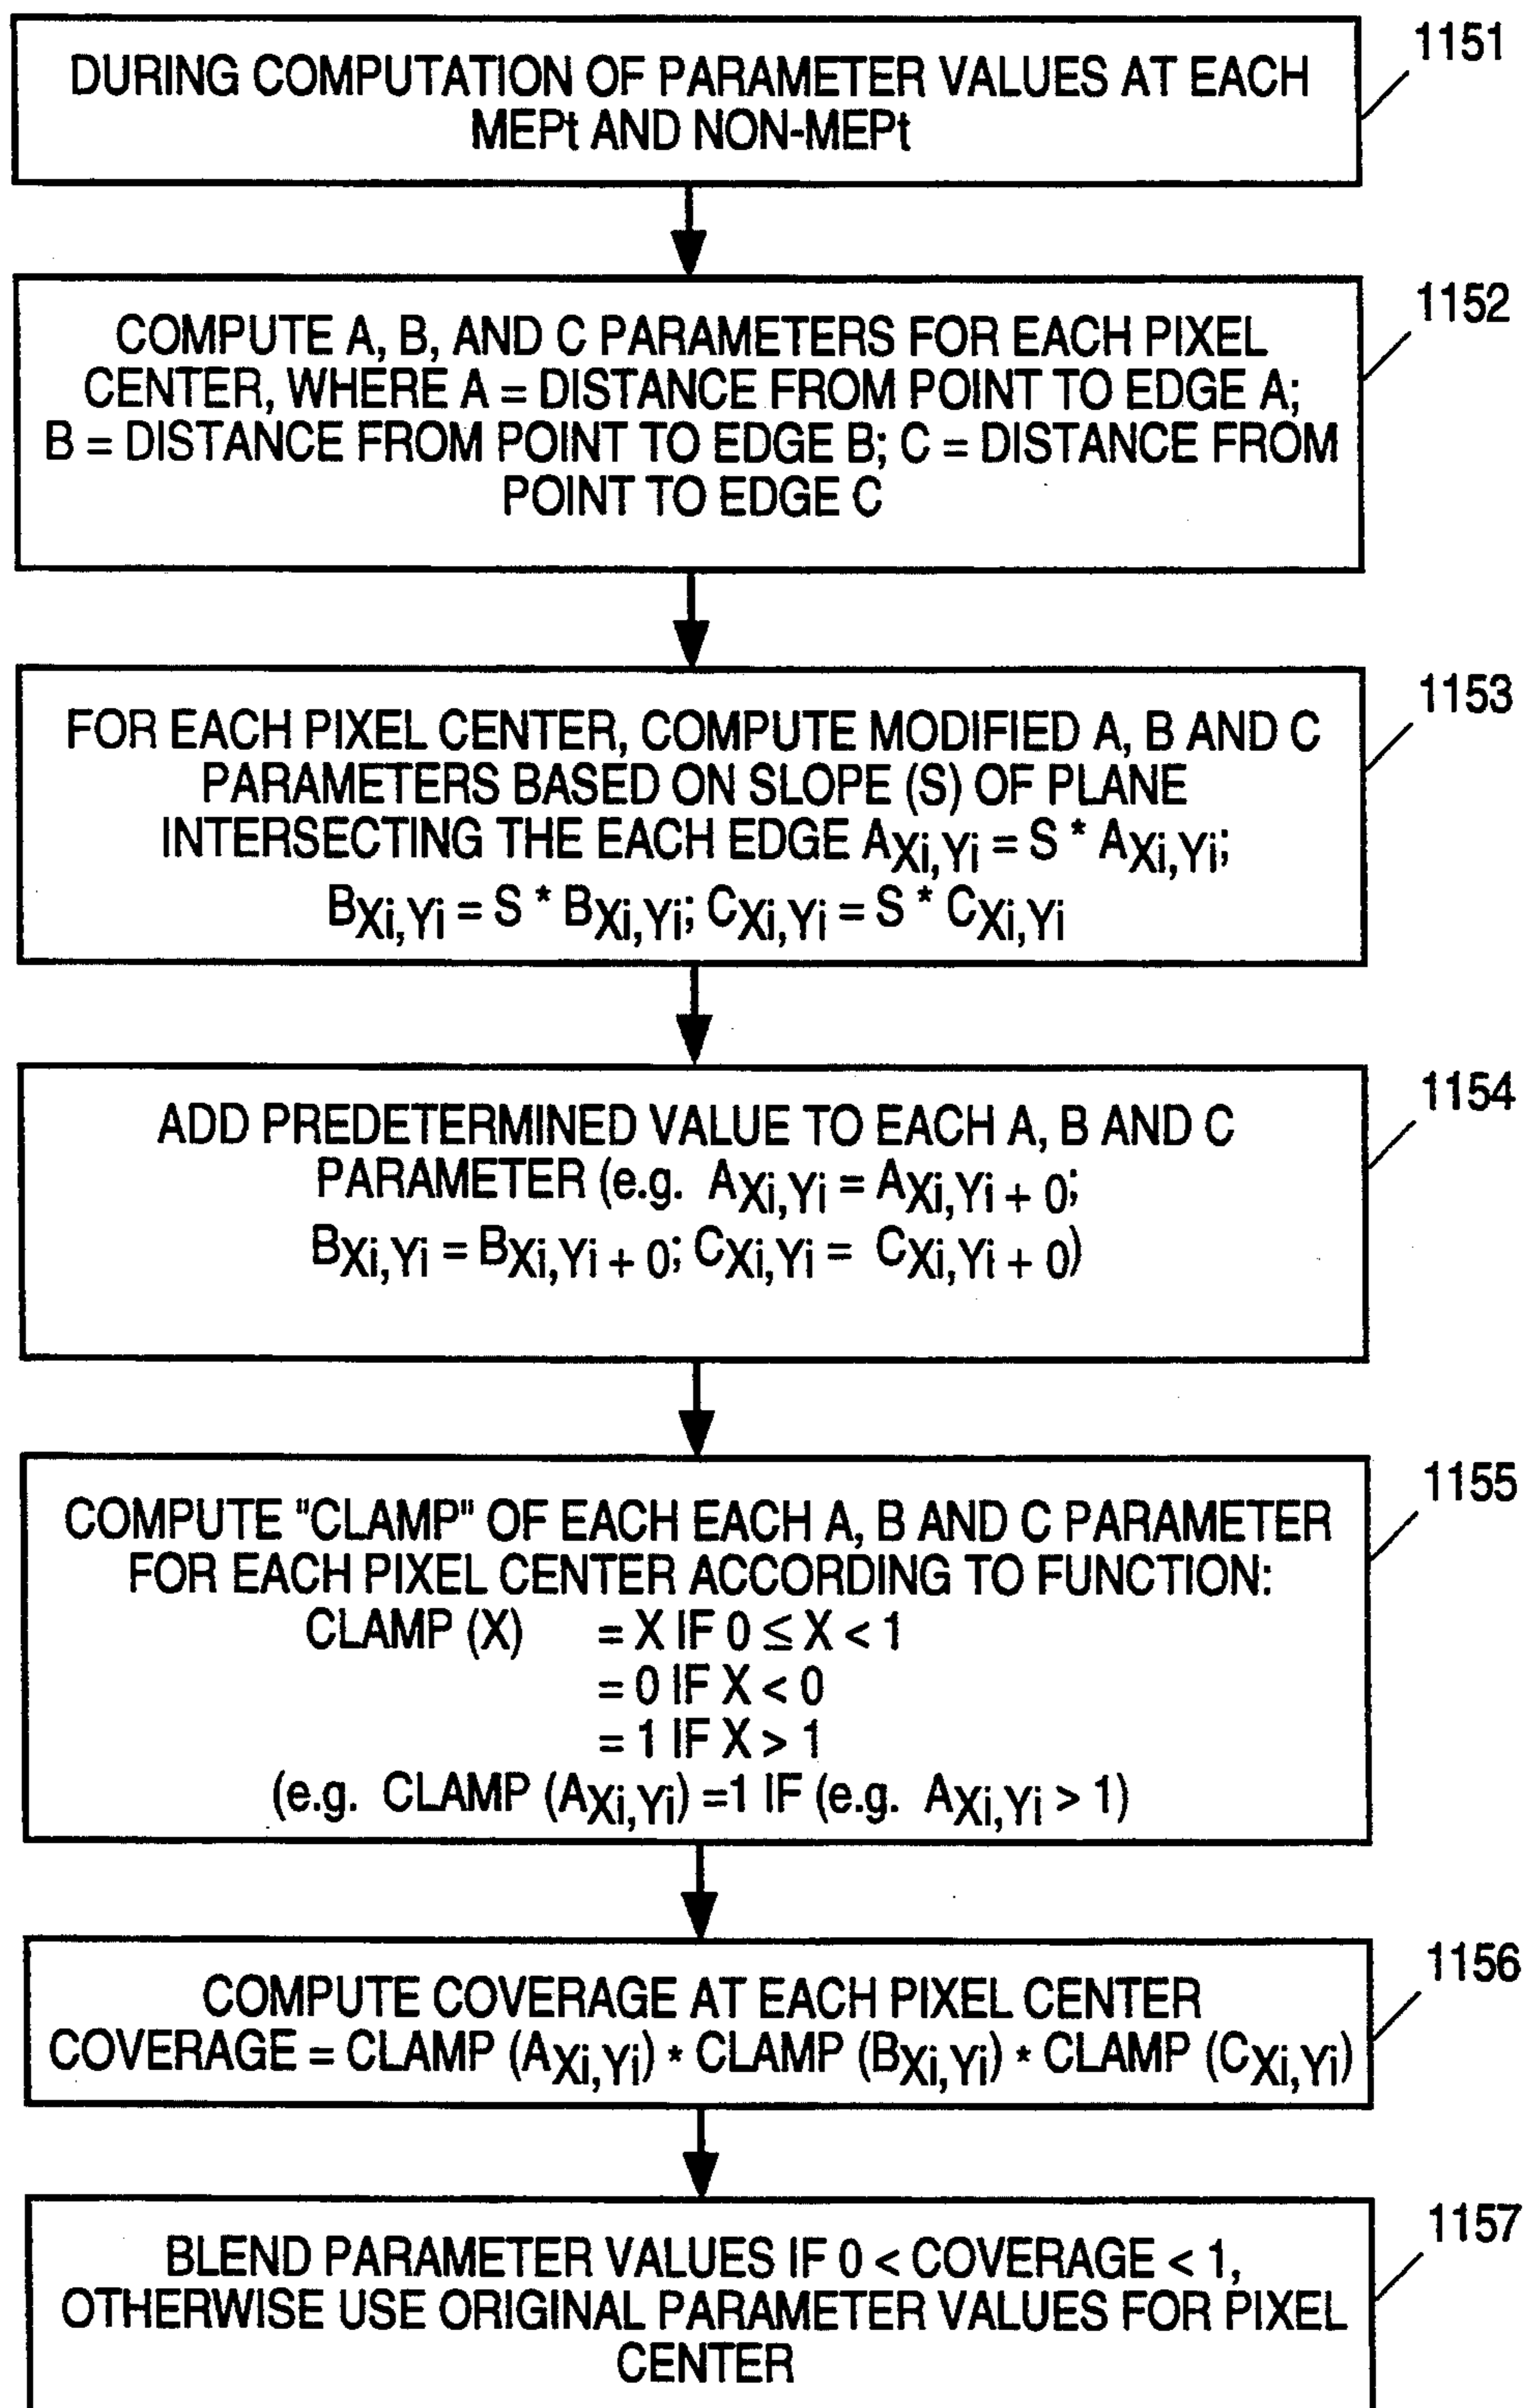 1151
DURING COMPUTATION OF PARAMETER VALUES AT EACH
MEPt AND NON-MEPt
1152
COMPUTE A, B, AND C PARAMETERS FOR EACH PIXEL
CENTER, WHERE A = DISTANCE FROM POINT TO EDGE A;
B = DISTANCE FROM POINT TO EDGE B; C = DISTANCE FROM
POINT TO EDGE C
1153
FOR EACH PIXEL CENTER, COMPUTE MODIFIED A, B AND C
PARAMETERS BASED ON SLOPE (S) OF PLANE
INTERSECTING THE EACH EDGE AXi,Yi = S * AXi,Yi;
BXi,Yi = S * BXi,Yi; CXi,Yi = S * CXi,Yi
1154
ADD PREDETERMINED VALUE TO EACH A, B AND C
PARAMETER (e.g. AXi,Yi = AXi,Yi + 0;
BXi,Yi = BXi,Yi + 0; CXi,Yi = CXi,Yi + 0)
1155
COMPUTE "CLAMP" OF EACH EACH A, B AND C PARAMETER
FOR EACH PIXEL CENTER ACCORDING TO FUNCTION:
CLAMP (X) = X IF 0 ≤ X < 1
= 0 IF X < 0
= 1 IF X > 1
(e.g. CLAMP (AXi,Yi) =1 IF (e.g. AXi,Yi > 1)
1156
COMPUTE COVERAGE AT EACH PIXEL CENTER
COVERAGE = CLAMP (AXi,Yi) * CLAMP (BXi,Yi) * CLAMP (CXi,Yi)
1157
BLEND PARAMETER VALUES IF 0 < COVERAGE < 1,
OTHERWISE USE ORIGINAL PARAMETER VALUES FOR PIXEL
CENTER